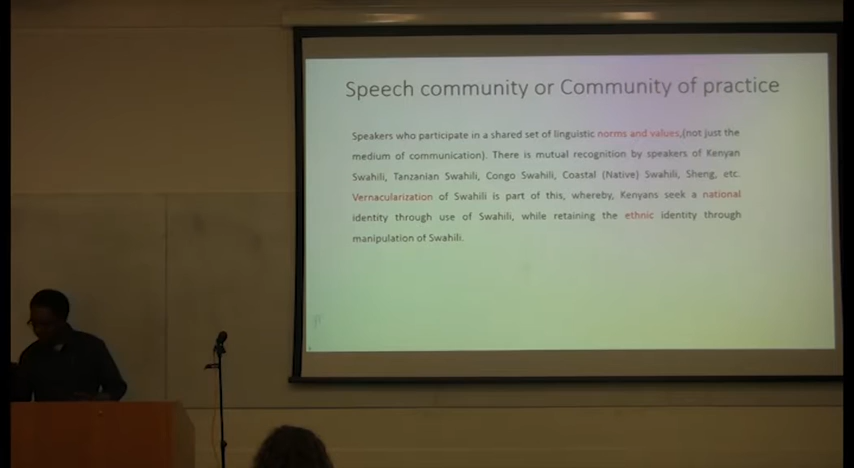 Speech community or Community of practice
Speakers who participate in a shared set of linguistic norms and values,(not just the
medium of communication). There is mutual recognition by speakers of Kenyan
Swahili, Tanzanian Swahili, Congo Swahili, Coastal (Native) Swahili, Sheng, etc.
Vernacularization of Swahili is part of this, whereby, Kenyans seek a national
identity through use of Swahili, while retaining the ethnic identity through
manipulation of Swahili.